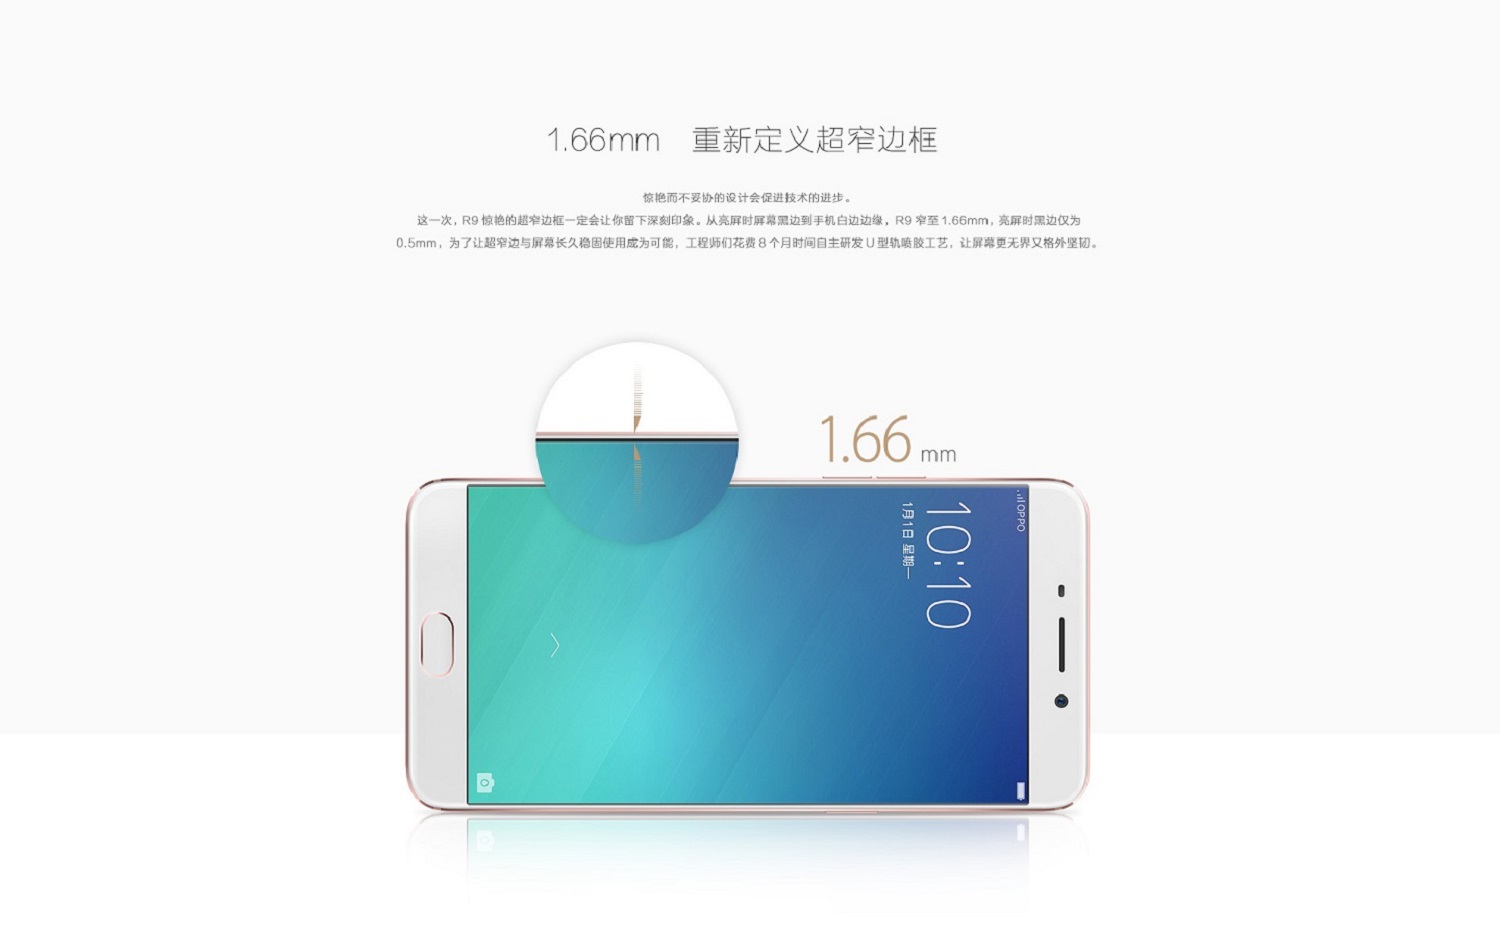 1.66mm 重新定义超窄边框
惊艳而不妥协的设计会促进技术的进步。
这一次，R9 惊艳的超窄边框一定会让你留下深刻印象。从亮屏时屏幕黑边到手机白边边缘，R9 窄至 1.66mm，亮屏时黑边仅为
0.5mm，为了让超窄边与屏幕长久稳固使用成为可能，工程师们花费 8 个月时间自主研发 U 型轨喷胶工艺，让屏幕更无界又格外坚韧。
1.66 mm
OPPO
10:10
1月1日 星期一